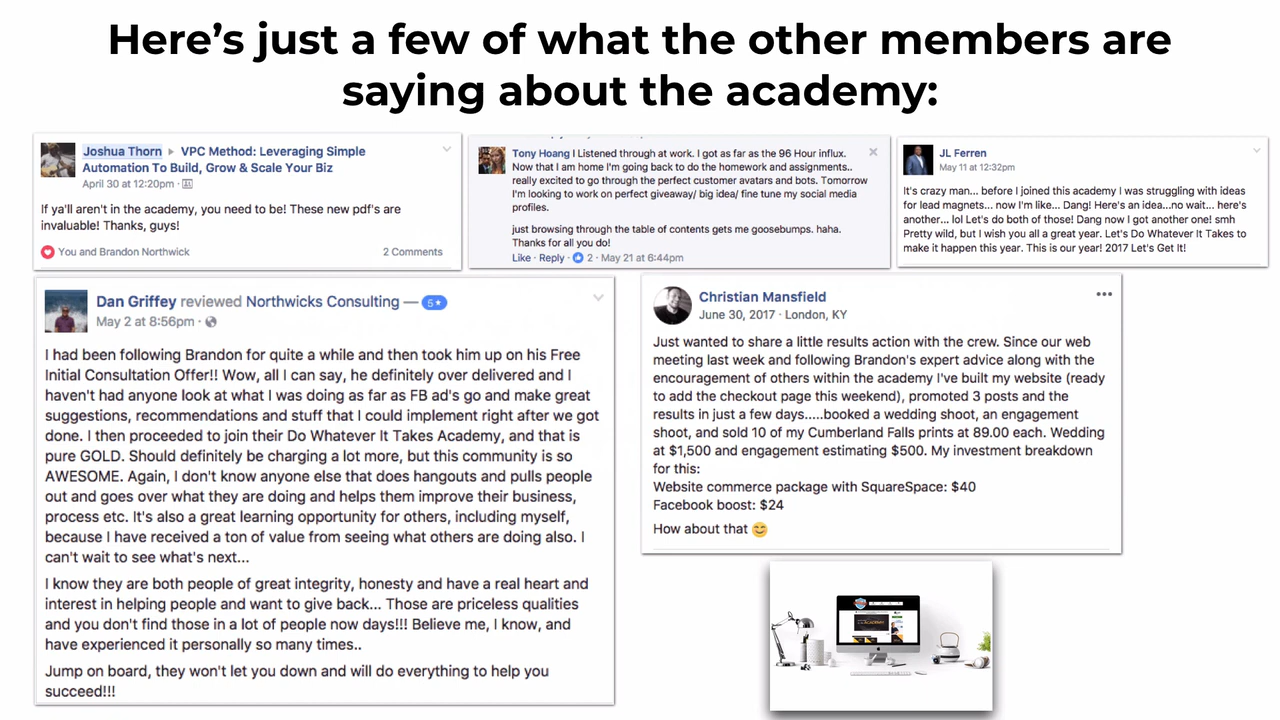 Here’s just a few of what the other members are
saying about the academy:
Joshua Thorn ▸ VPC Method: Leveraging Simple
Automation To Build, Grow & Scale Your Biz
April 30 at 12:20pm ·
If ya'll aren't in the academy, you need to be! These new pdf's are
invaluable! Thanks, guys!
You and Brandon Northwick 2 Comments
Tony Hoang I Listened through at work. I got as far as the 96 Hour influx.
Now that I am home I'm going back to do the homework and assignments..
really excited to go through the perfect customer avatars and bots. Tomorrow
I'm looking to work on perfect giveaway/ big idea/ fine tune my social media
profiles.
just browsing through the table of contents gets me goosebumps. haha.
Thanks for all you do!
Like · Reply · 2 · May 21 at 6:44pm
JL Ferren
May 11 at 12:32pm
It's crazy man... before I joined this academy I was struggling with ideas
for lead magnets... now I'm like... Dang! Here's an idea...no wait... here's
another... lol Let's do both of those! Dang now I got another one! smh
Pretty wild, but I wish you all a great year. Let's Do Whatever It Takes to
make it happen this year. This is our year! 2017 Let's Get It!
Dan Griffey reviewed Northwicks Consulting — 5★
May 2 at 8:56pm ·
I had been following Brandon for quite a while and then took him up on his Free
Initial Consultation Offer!! Wow, all I can say, he definitely over delivered and I
haven't had anyone look at what I was doing as far as FB ad's go and make great
suggestions, recommendations and stuff that I could implement right after we got
done. I then proceeded to join their Do Whatever It Takes Academy, and that is
pure GOLD. Should definitely be charging a lot more, but this community is so
AWESOME. Again, I don't know anyone else that does hangouts and pulls people
out and goes over what they are doing and helps them improve their business,
process etc. It's also a great learning opportunity for others, including myself,
because I have received a ton of value from seeing what others are doing also. I
can't wait to see what's next...
I know they are both people of great integrity, honesty and have a real heart and
interest in helping people and want to give back... Those are priceless qualities
and you don't find those in a lot of people now days!!! Believe me, I know, and
have experienced it personally so many times..
Jump on board, they won't let you down and will do everything to help you
succeed!!!
Christian Mansfield
June 30, 2017 · London, KY
Just wanted to share a little results action with the crew. Since our web
meeting last week and following Brandon's expert advice along with the
encouragement of others within the academy I've built my website (ready
to add the checkout page this weekend), promoted 3 posts and the
results in just a few days.....booked a wedding shoot, an engagement
shoot, and sold 10 of my Cumberland Falls prints at 89.00 each. Wedding
at $1,500 and engagement estimating $500. My investment breakdown
for this:
Website commerce package with SquareSpace: $40
Facebook boost: $24
How about that 😊
ACADEMY